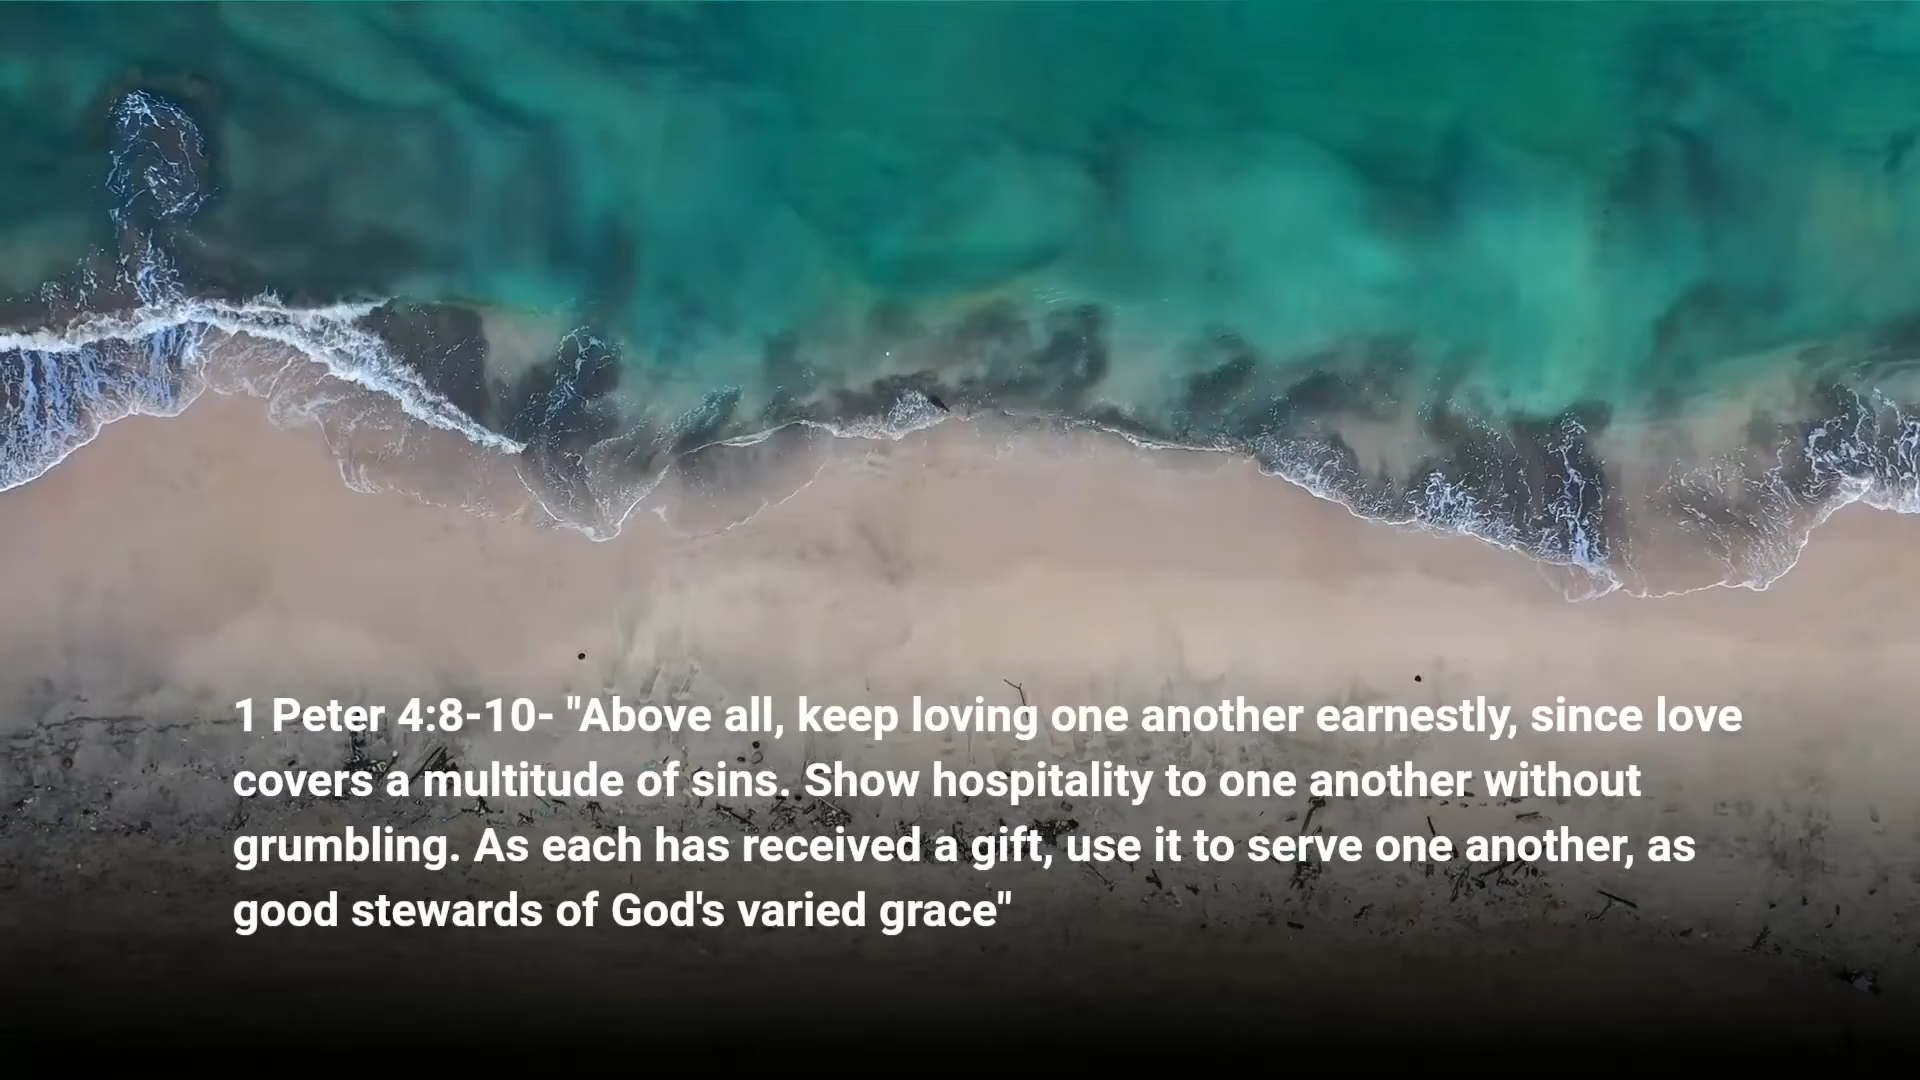 1 Peter 4:8-10- "Above all, keep loving one another earnestly, since love
covers a multitude of sins. Show hospitality to one another without
grumbling. As each has received a gift, use it to serve one another, as
good stewards of God's varied grace"